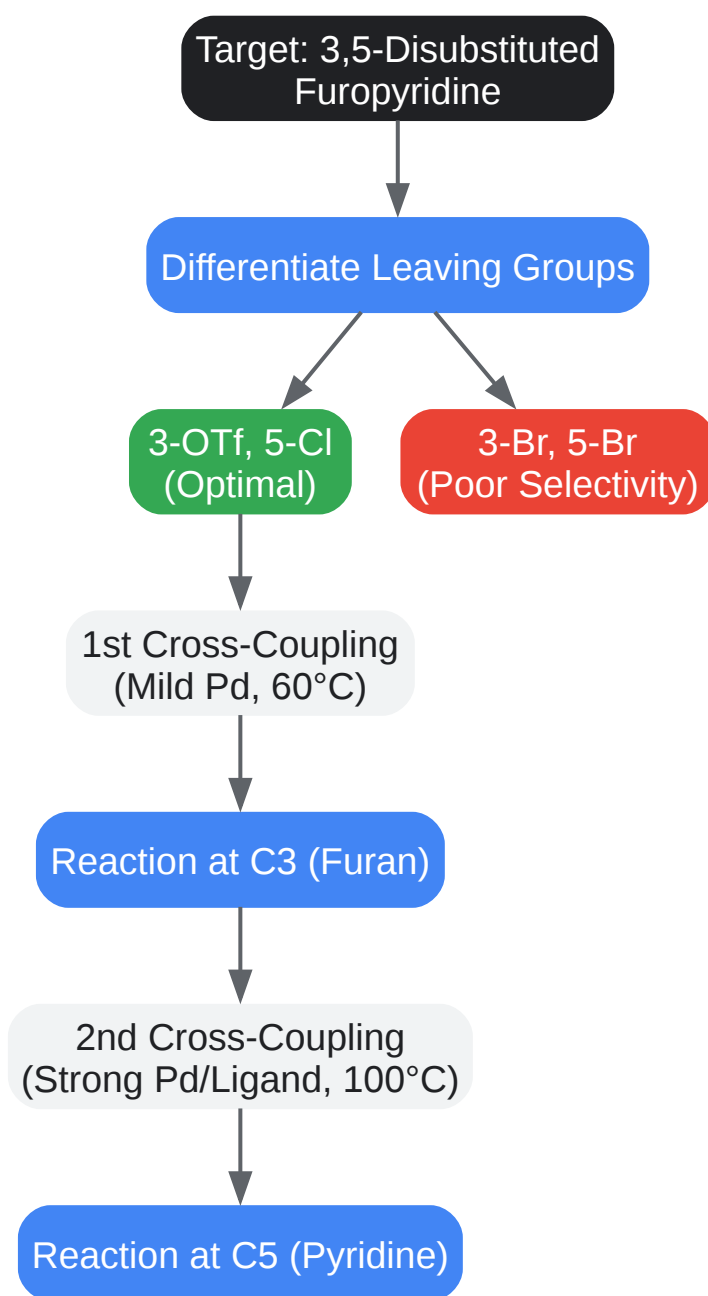 Target: 3,5-Disubstituted
Furopyridine
Differentiate Leaving Groups
3-OTf, 5-Cl
(Optimal)
3-Br, 5-Br
(Poor Selectivity)
1st Cross-Coupling
(Mild Pd, 60°C)
Reaction at C3 (Furan)
2nd Cross-Coupling
(Strong Pd/Ligand, 100°C)
Reaction at C5 (Pyridine)